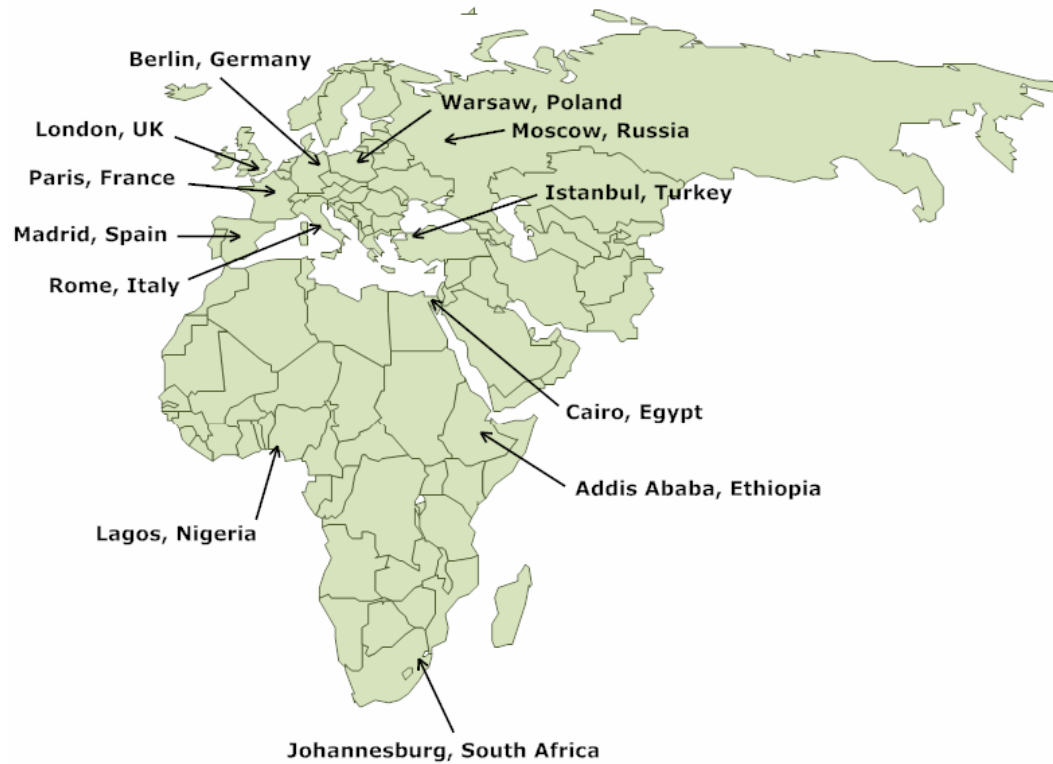 Berlin, Germany
Warsaw, Poland
London, UK
Moscow, Russia
Paris, France
Istanbul, Turkey
Madrid, Spain
Rome, Italy
Cairo, Egypt
Addis Ababa, Ethiopia
Lagos, Nigeria
Johannesburg, South Africa